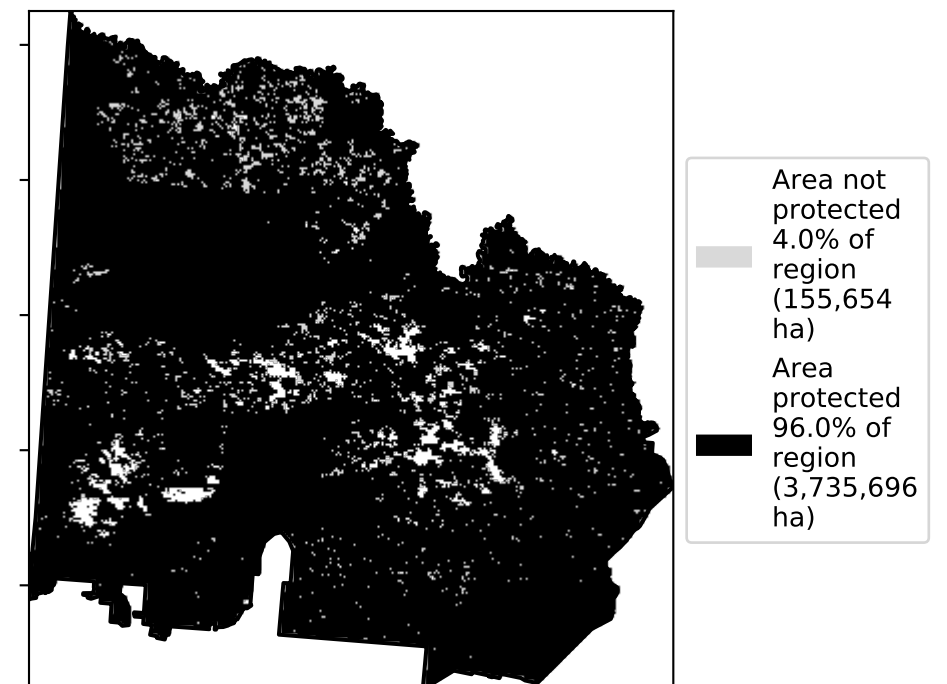 Area not
protected
4.0% of
region
(155,654
ha)
Area
protected
96.0% of
region
(3,735,696
ha)